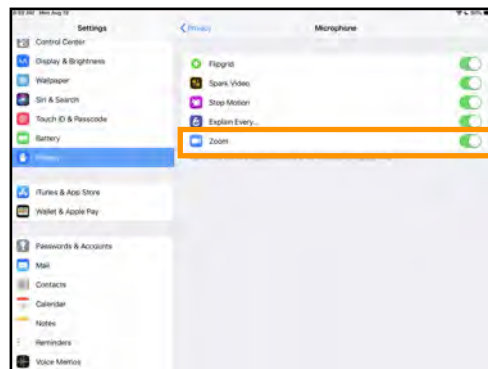 Settings
Control Center
Display & Brightness
Wallpaper
Siri & Search
Touch ID & Passcode
Battery
Privacy
iTunes & App Store
Wallet & Apple Pay
Passwords & Accounts
Mail
Contacts
Calendar
Notes
Reminders
Voice Memos
Privacy
Microphone
Flipgrid
Spark Video
Stop Motion
Explain Every...
Zoom